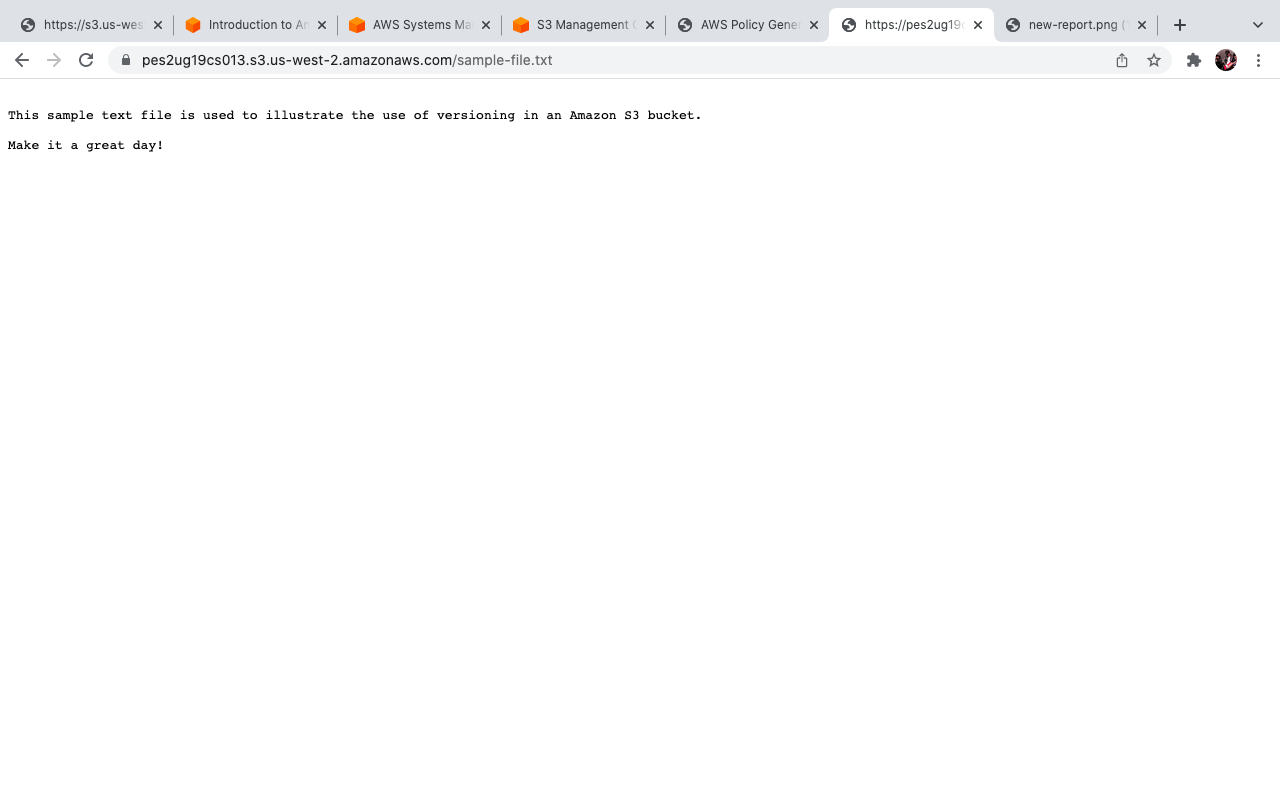 https://s3.us-wes
Introduction to Am
AWS Systems Ma
S3 Management C
AWS Policy Gener
https://pes2ug19c
new-report.png (
pes2ug19cs013.s3.us-west-2.amazonaws.com/sample-file.txt
This sample text file is used to illustrate the use of versioning in an Amazon S3 bucket.
Make it a great day!